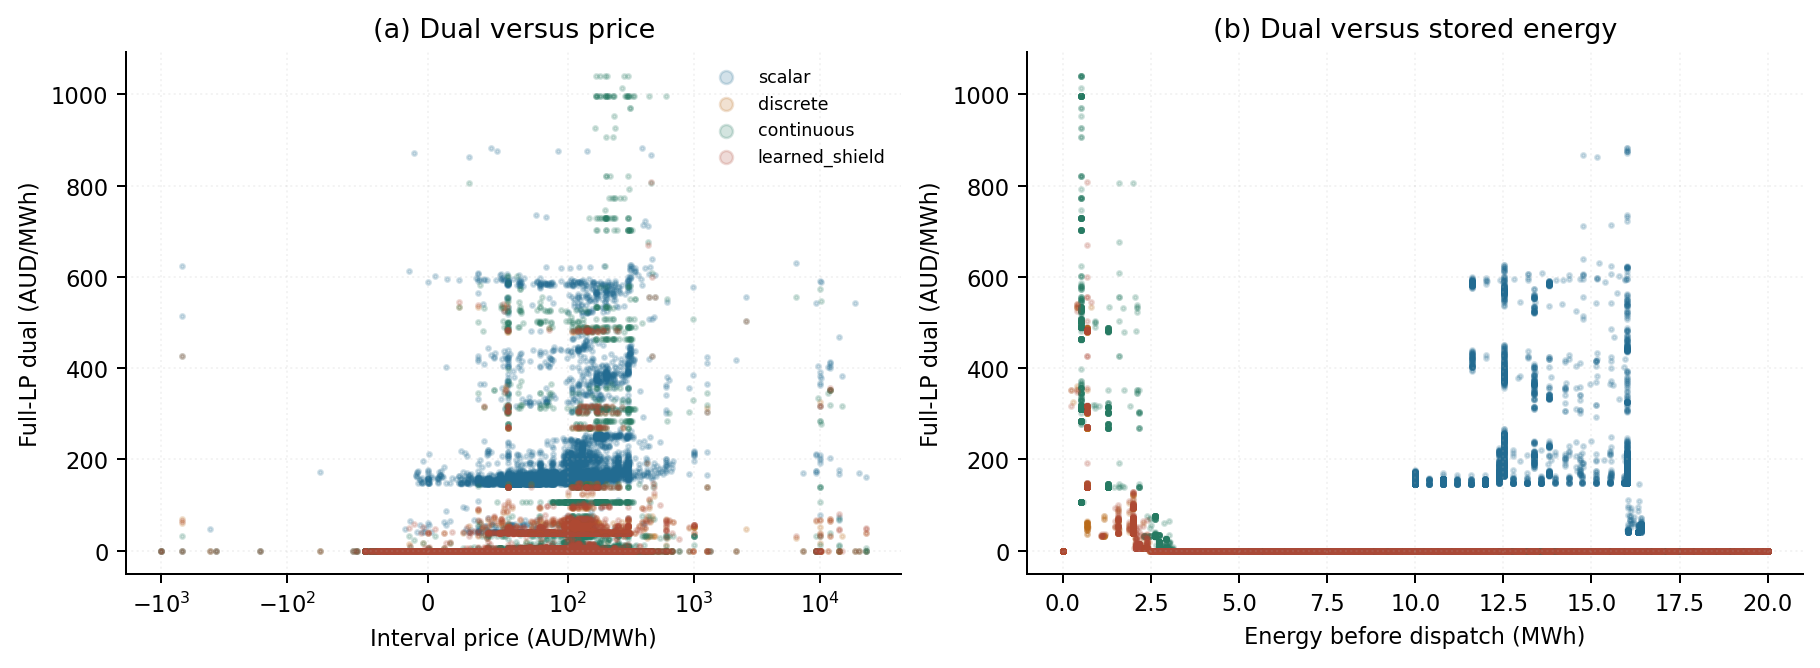 (a) Dual versus price
Full-LP dual (AUD/MWh)
1000
800
600
400
200
0
scalar
discrete
continuous
learned_shield
−10³
−10²
0
10²
10³
10⁴
Interval price (AUD/MWh)
(b) Dual versus stored energy
Full-LP dual (AUD/MWh)
1000
800
600
400
200
0
0.0
2.5
5.0
7.5
10.0
12.5
15.0
17.5
20.0
Energy before dispatch (MWh)